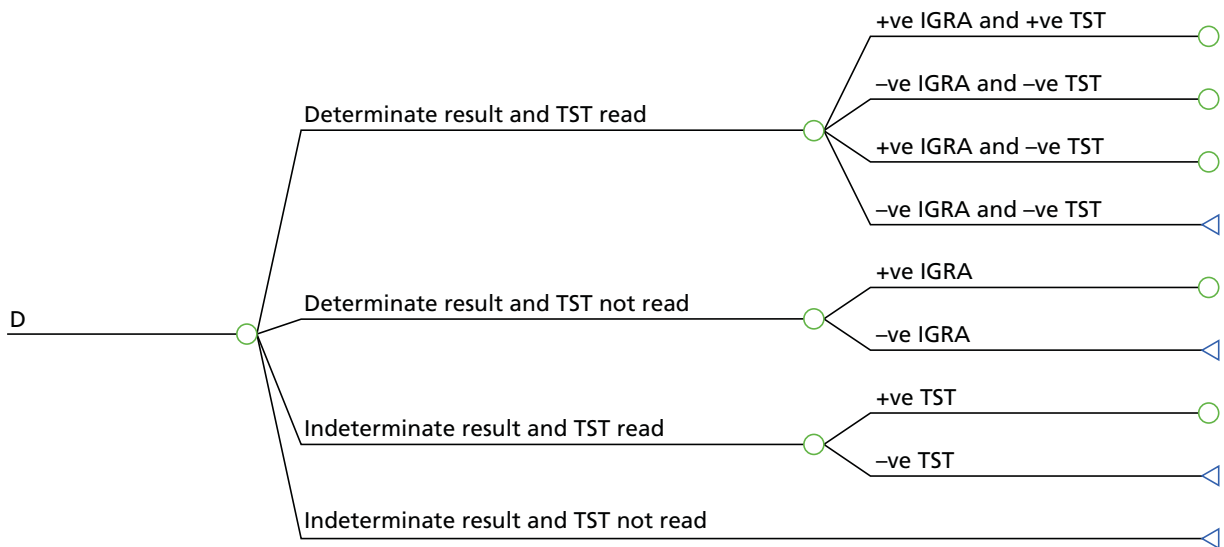 +ve IGRA and +ve TST
–ve IGRA and –ve TST
Determinate result and TST read
+ve IGRA and –ve TST
–ve IGRA and –ve TST
+ve IGRA
Determinate result and TST not read
D
–ve IGRA
+ve TST
Indeterminate result and TST read
–ve TST
Indeterminate result and TST not read